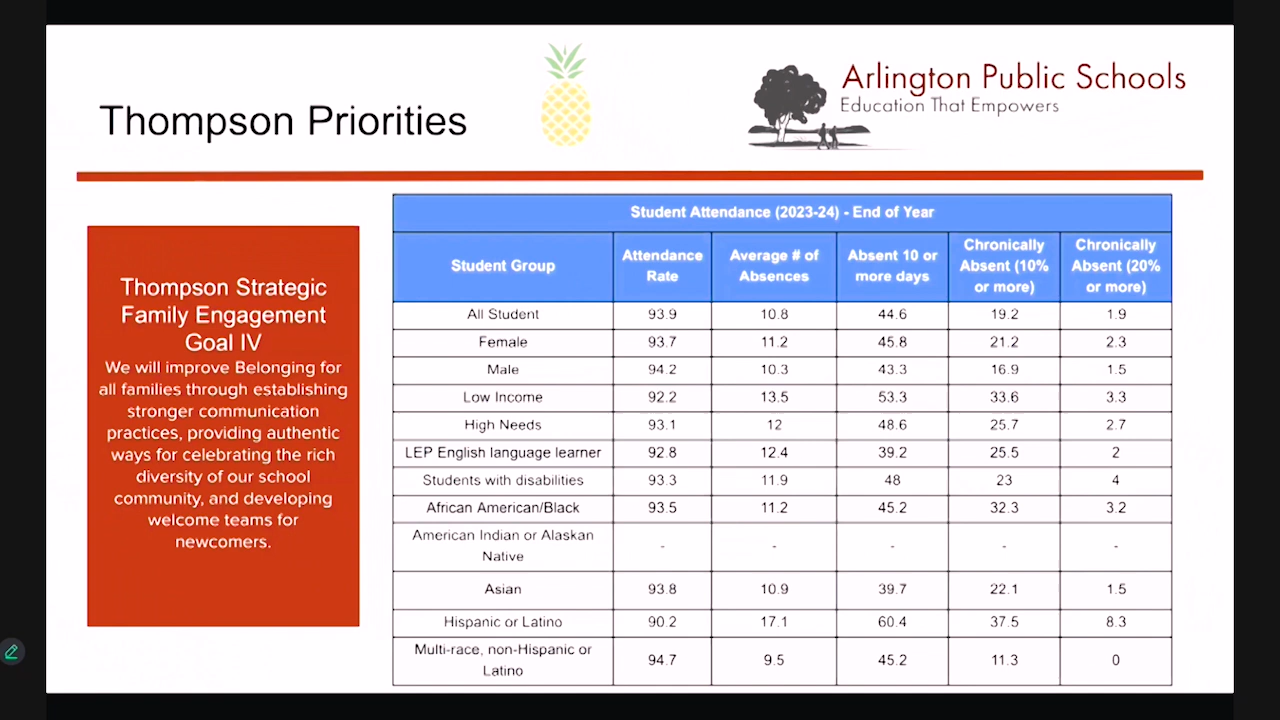 Thompson Priorities
Arlington Public Schools
Education That Empowers
Thompson Strategic
Family Engagement
Goal IV
We will improve Belonging for
all families through establishing
stronger communication
practices, providing authentic
ways for celebrating the rich
diversity of our school
community, and developing
welcome teams for
newcomers.
Student Attendance (2023-24) - End of Year
Student Group Attendance Rate Average # of Absences Absent 10 or more days Chronically Absent (10% or more) Chronically Absent (20% or more)
All Student 93.9 10.8 44.6 19.2 1.9
Female 93.7 11.2 45.8 21.2 2.3
Male 94.2 10.3 43.3 16.9 1.5
Low Income 92.2 13.5 53.3 33.6 3.3
High Needs 93.1 12 48.6 25.7 2.7
LEP English language learner 92.8 12.4 39.2 25.5 2
Students with disabilities 93.3 11.9 48 23 4
African American/Black 93.5 11.2 45.2 32.3 3.2
American Indian or Alaskan Native - - - - -
Asian 93.8 10.9 39.7 22.1 1.5
Hispanic or Latino 90.2 17.1 60.4 37.5 8.3
Multi-race, non-Hispanic or Latino 94.7 9.5 45.2 11.3 0